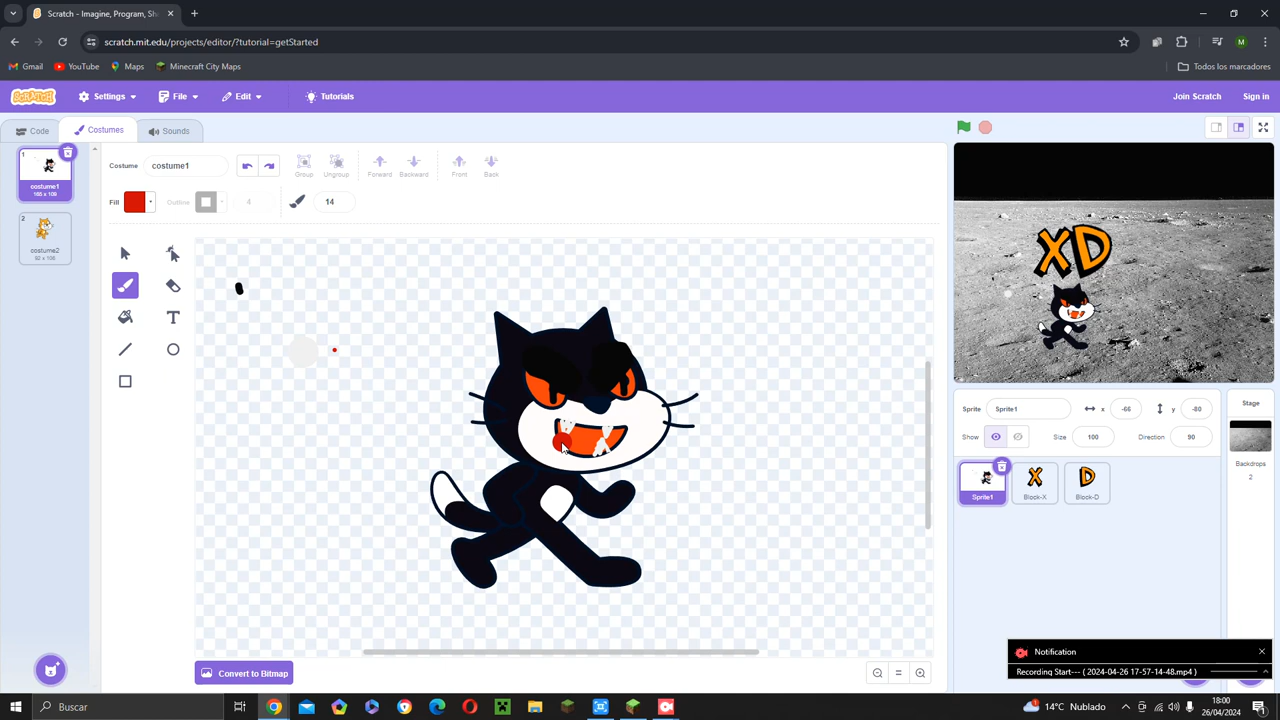 Scratch - Imagine, Program, Sh
scratch.mit.edu/projects/editor/?tutorial=getStarted
M
Gmail
YouTube
Maps
Minecraft City Maps
Todos los marcadores
SCRATCH
Settings
File
Edit
Tutorials
Join Scratch
Sign in
Code
Costumes
Sounds
1
costume1
2
costume2
Costume
costume1
Group
Ungroup
Forward
Backward
Front
Back
Fill
Outline
4
14
T
Convert to Bitmap
XD
Sprite
Sprite1
x
-66
y
-80
Show
Size
100
Direction
90
Stage
Backdrops
2
Sprite1
X
Block-X
D
Block-D
Notification
Recording Start--- ( 2024-04-26 17-57-14-48.mp4 )
Buscar
14°C Nublado
18:00
26/04/2024